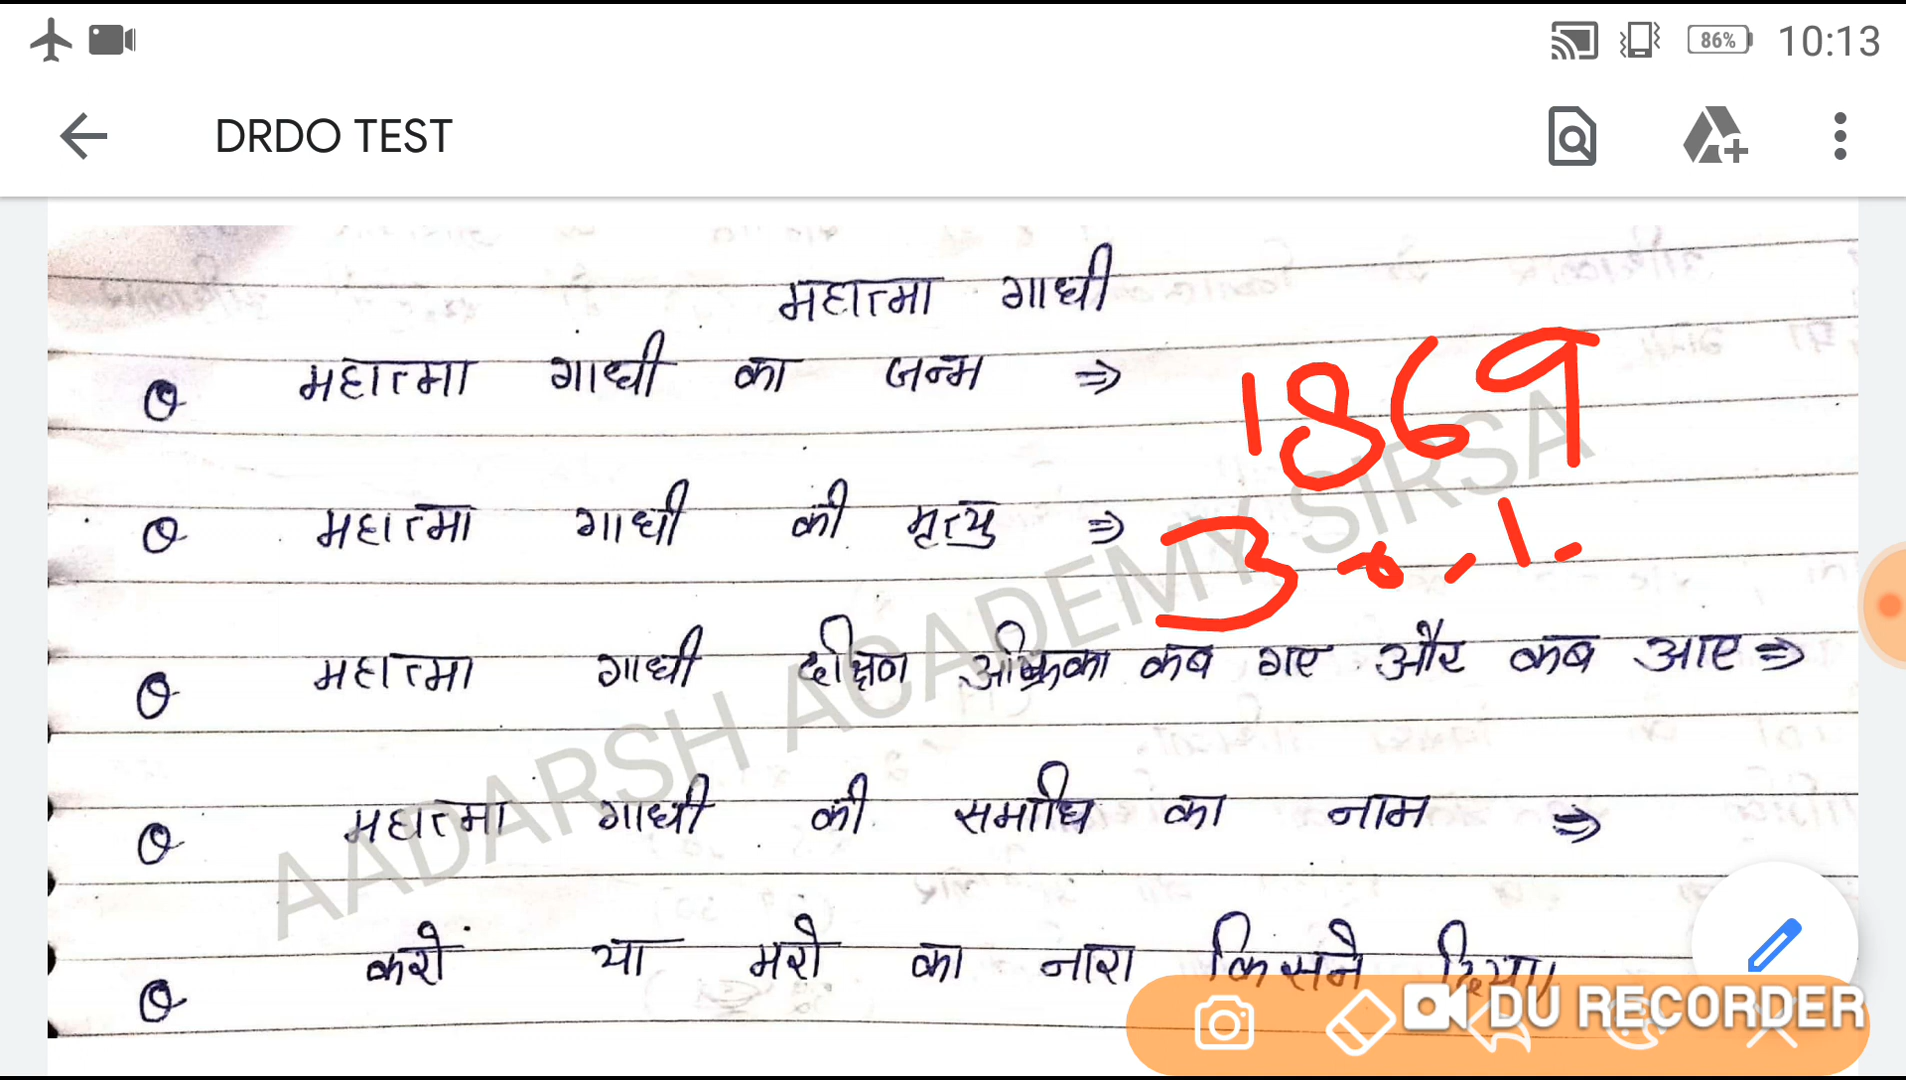 86% 10:13
DRDO TEST
महात्मा गाधी
Q महात्मा गांधी का जन्म ⇒ 1869
Q महात्मा गाधी की मृत्यु ⇒ 30.1.
Q महात्मा गाधी दक्षिण अफ्रिका कब गए और कब आए ⇒
Q महात्मा गाधी की समाधि का नाम ⇒
Q करो या मरो का नारा किसने दिया।
AADARSH ACADEMY SIRSA
DU RECORDER